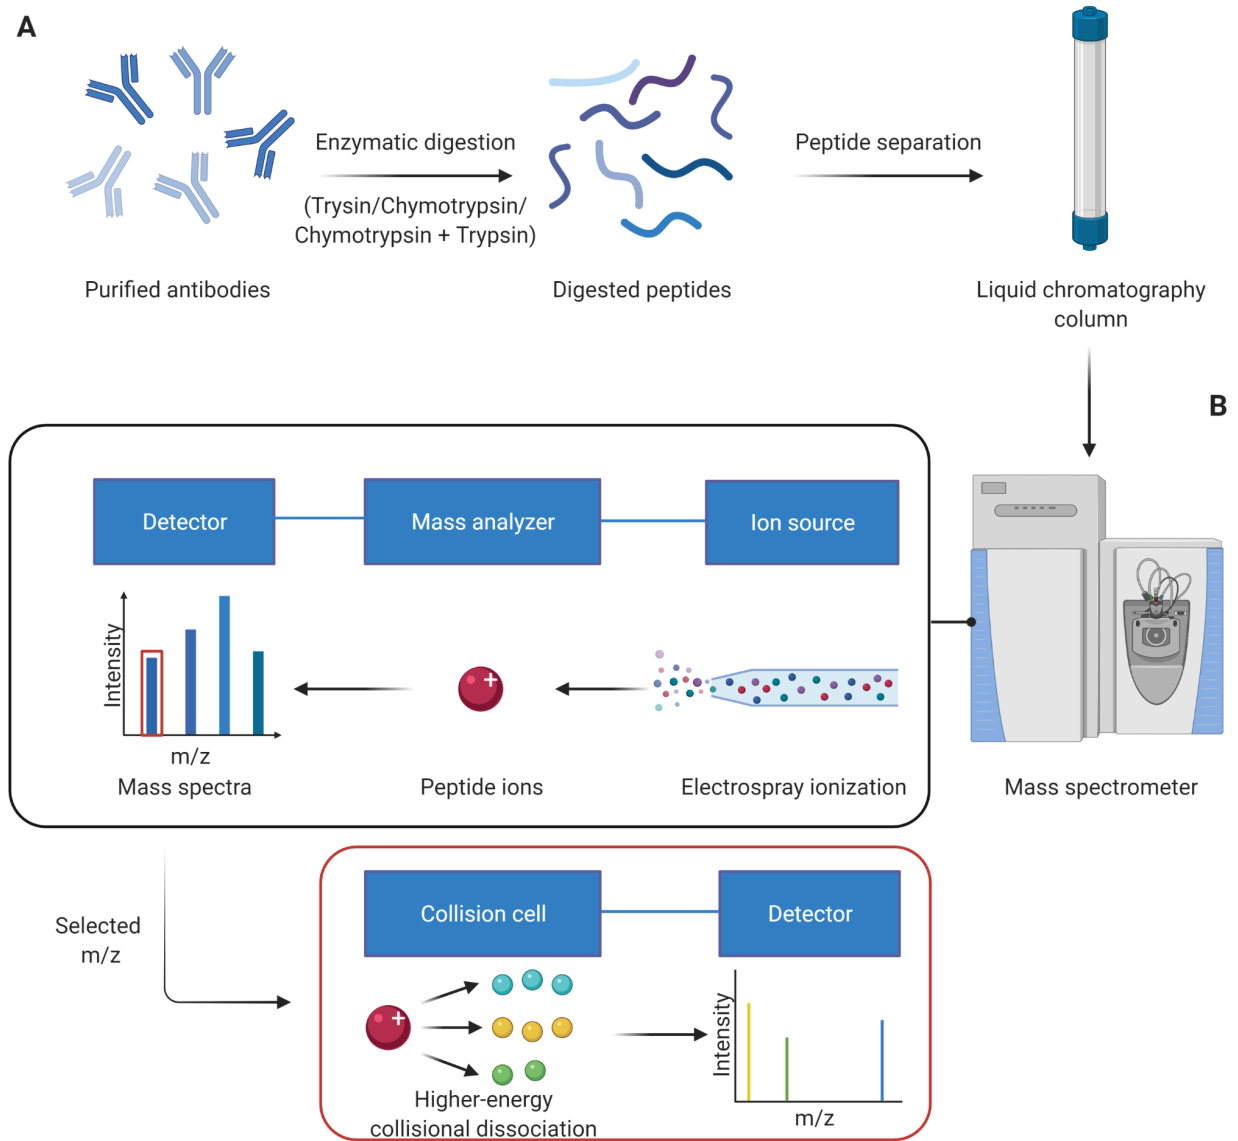 A
Enzymatic digestion
(Trysin/Chymotrypsin/
Chymotrypsin + Trypsin)
Peptide separation
Purified antibodies
Digested peptides
Liquid chromatography
column
B
Detector
Mass analyzer
Ion source
Intensity
m/z
Mass spectra
Peptide ions
Electrospray ionization
Mass spectrometer
+
Selected
m/z
Collision cell
Detector
+
Higher-energy
collisional dissociation
Intensity
m/z